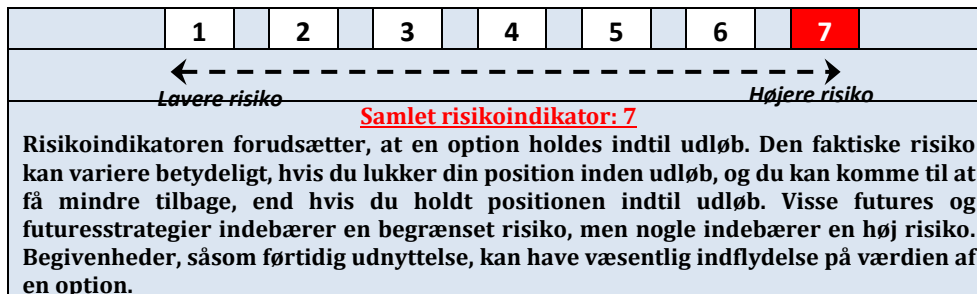 1 2 3 4 5 6 7
Lavere risiko Højere risiko
Samlet risikoindikator: 7
Risikoindikatoren forudsætter, at en option holdes indtil udløb. Den faktiske risiko
kan variere betydeligt, hvis du lukker din position inden udløb, og du kan komme til at
få mindre tilbage, end hvis du holdt positionen indtil udløb. Visse futures og
futuresstrategier indebærer en begrænset risiko, men nogle indebærer en høj risiko.
Begivenheder, såsom førtidig udnyttelse, kan have væsentlig indflydelse på værdien af
en option.